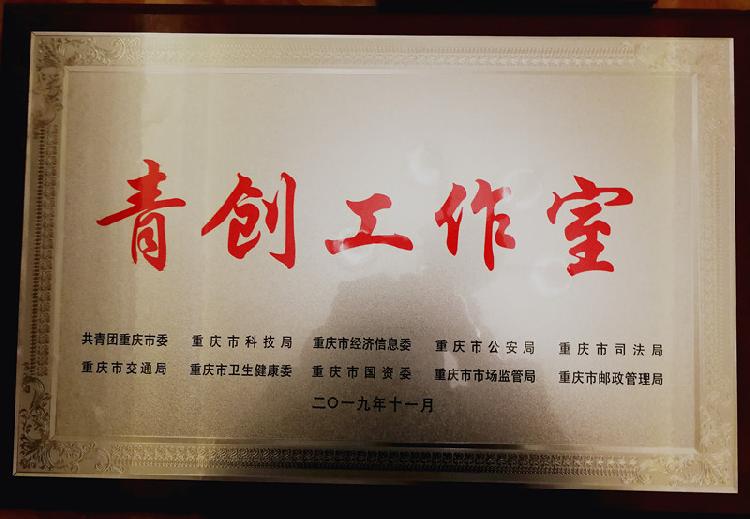 青创工作室
共青团重庆市委 重庆市科技局 重庆市经济信息委 重庆市公安局 重庆市司法局
重庆市交通局 重庆市卫生健康委 重庆市国资委 重庆市市场监管局 重庆市邮政管理局
二〇一九年十一月